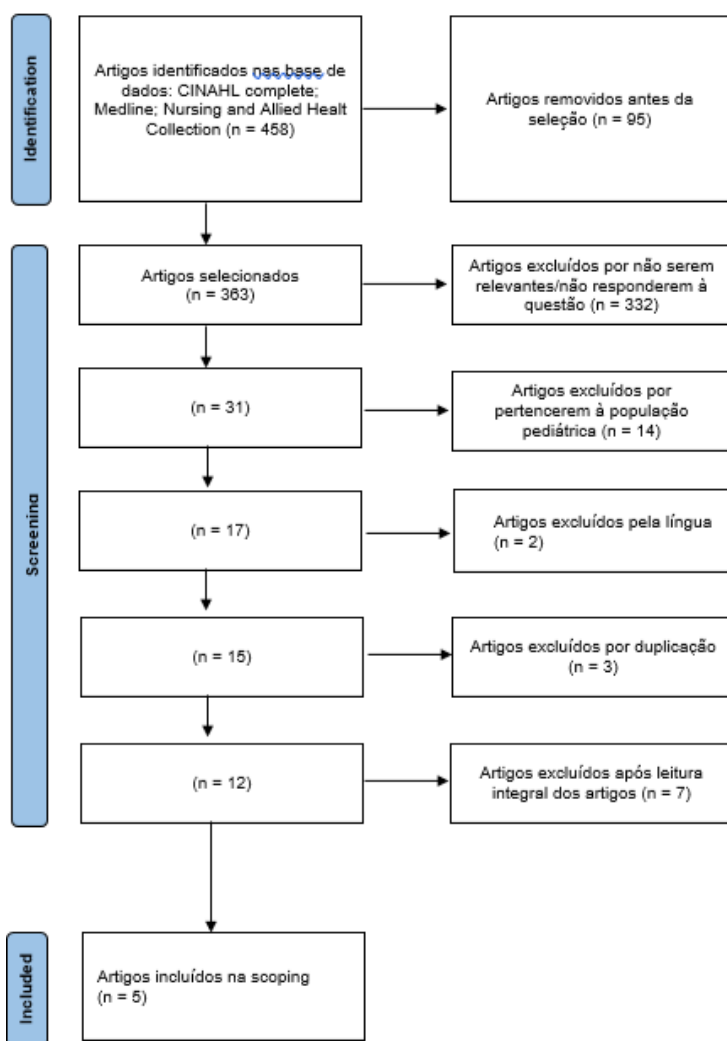 Identification
Artigos identificados nas base de
dados: CINAHL complete;
Medline; Nursing and Allied Healt
Collection (n = 458)
Artigos removidos antes da
seleção (n = 95)
Screening
Artigos selecionados
(n = 363)
Artigos excluídos por não serem
relevantes/não responderem à
questão (n = 332)
(n = 31)
Artigos excluídos por
pertencerem à população
pediátrica (n = 14)
(n = 17)
Artigos excluídos pela língua
(n = 2)
(n = 15)
Artigos excluídos por duplicação
(n = 3)
(n = 12)
Artigos excluídos após leitura
integral dos artigos (n = 7)
Included
Artigos incluídos na scoping
(n = 5)